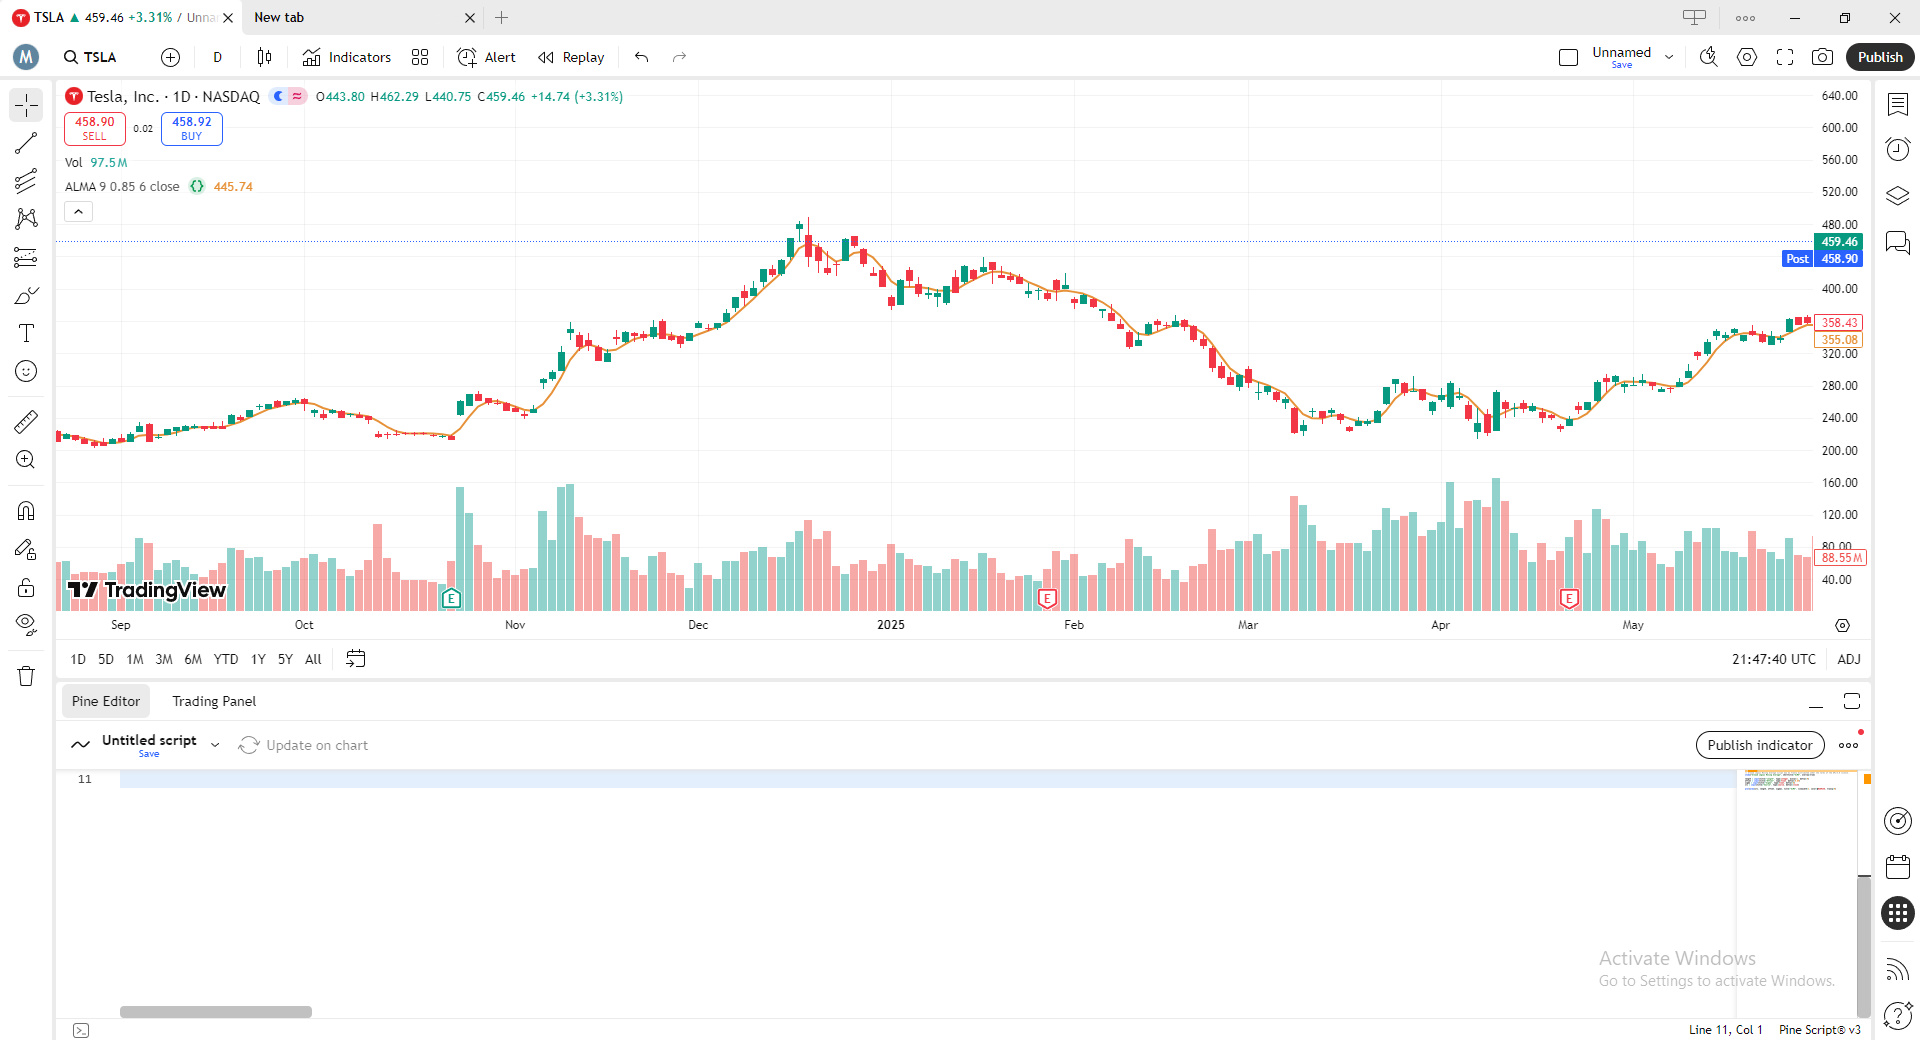 TSLA ▲ 459.46 +3.31% / Unna
New tab
M
TSLA
D
Indicators
Alert
Replay
Unnamed
Save
Publish
Tesla, Inc. · 1D · NASDAQ
O443.80 H462.29 L440.75 C459.46 +14.74 (+3.31%)
458.90
SELL
0.02
458.92
BUY
Vol 97.5M
ALMA 9 0.85 6 close 445.74
640.00
600.00
560.00
520.00
480.00
459.46
Post 458.90
400.00
358.43
355.08
320.00
280.00
240.00
200.00
160.00
120.00
80.00
88.55M
40.00
TradingView
E
E
E
Sep
Oct
Nov
Dec
2025
Feb
Mar
Apr
May
1D 5D 1M 3M 6M YTD 1Y 5Y All
21:47:40 UTC
ADJ
Pine Editor
Trading Panel
Untitled script
Save
Update on chart
Publish indicator
11
Activate Windows
Go to Settings to activate Windows.
Line 11, Col 1
Pine Script® v3